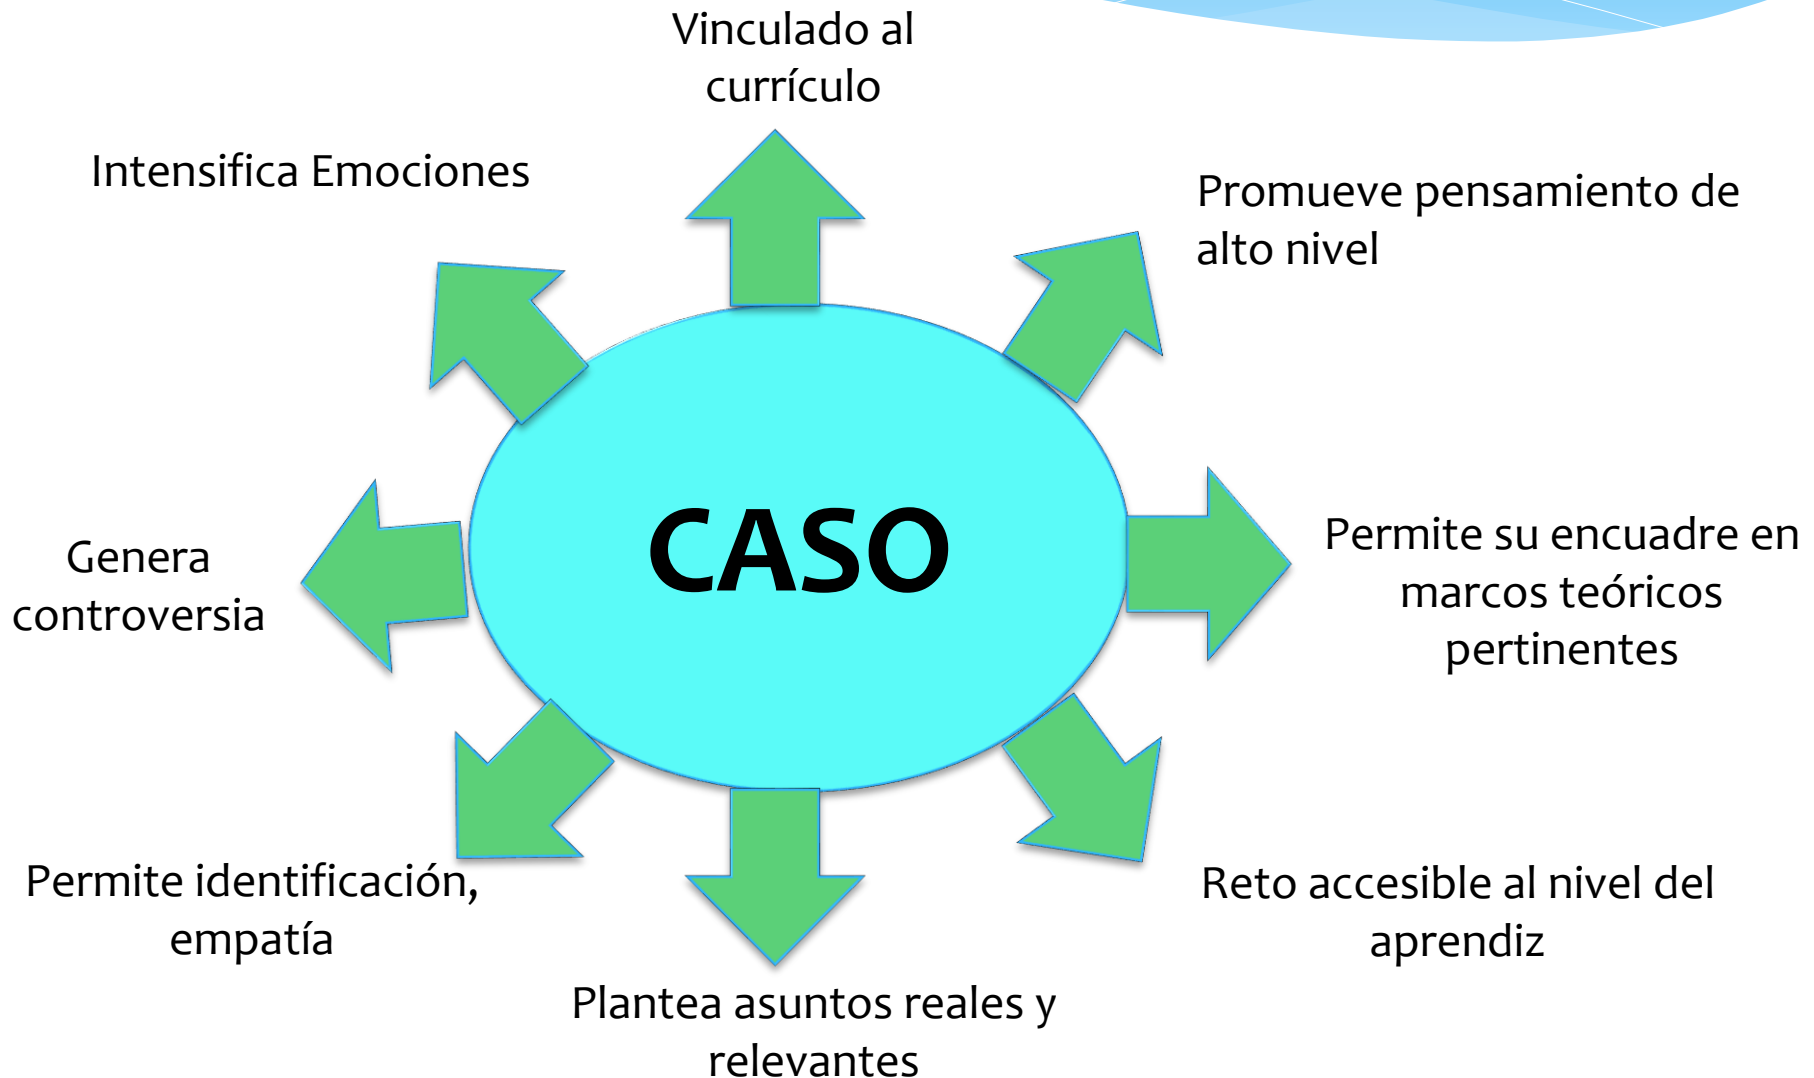 Vinculado al
currículo
Intensifica Emociones
Promueve pensamiento de
alto nivel
CASO
Genera
controversia
Permite su encuadre en
marcos teóricos
pertinentes
Permite identificación,
empatía
Reto accesible al nivel del
aprendiz
Plantea asuntos reales y
relevantes